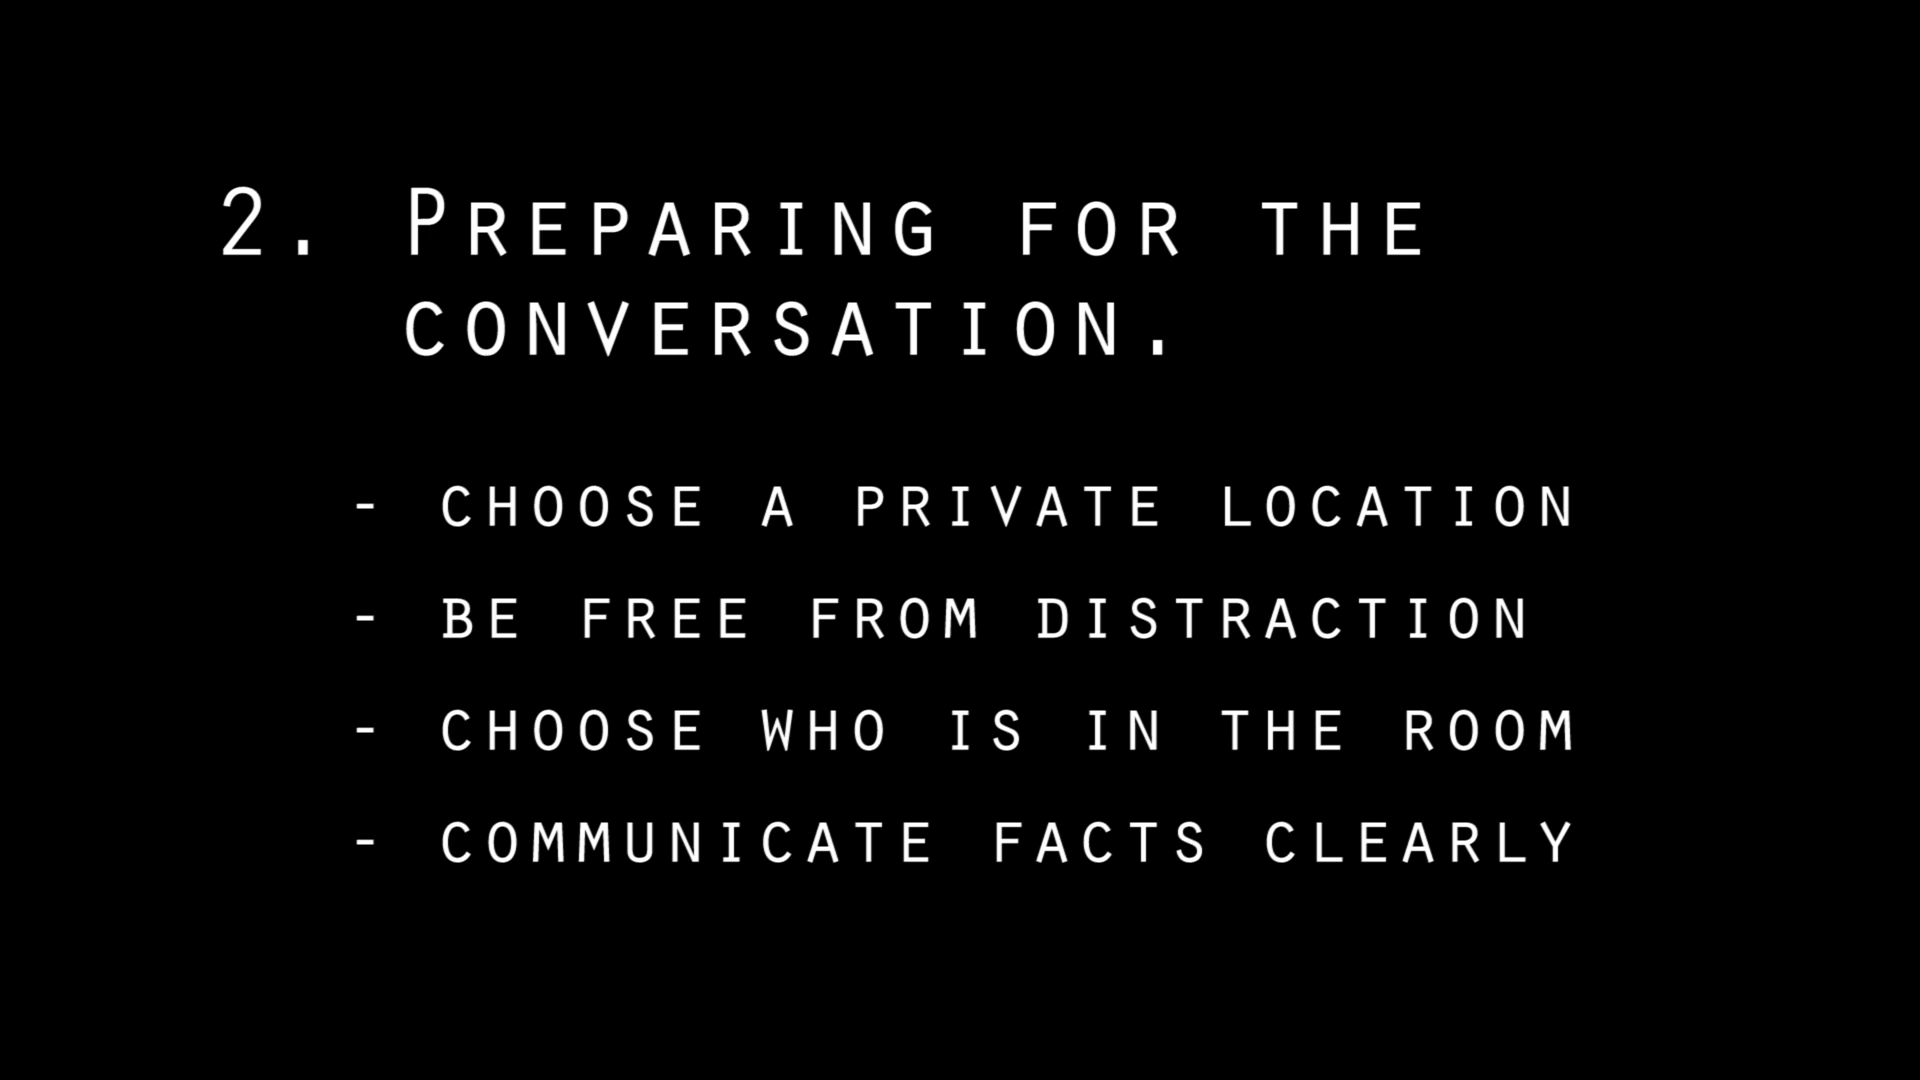 2. Preparing for the
conversation.
- choose a private location
- be free from distraction
- choose who is in the room
- communicate facts clearly